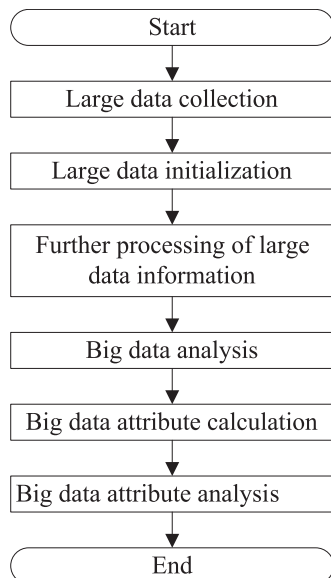 Start
Large data collection
Large data initialization
Further processing of large
data information
Big data analysis
Big data attribute calculation
Big data attribute analysis
End